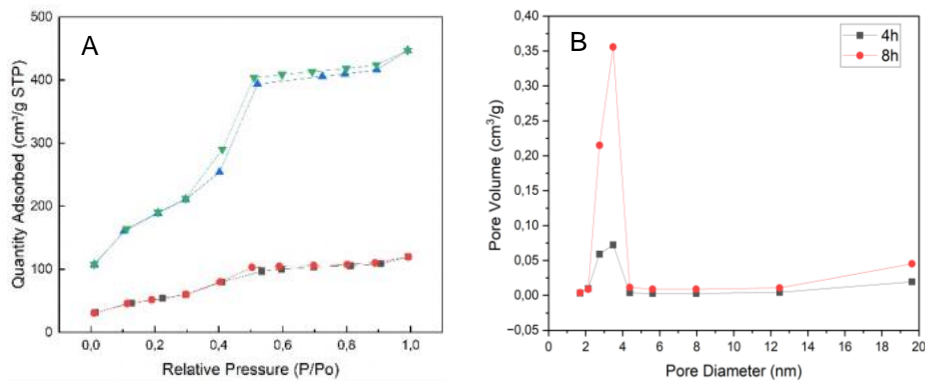 A
Quantity Adsorbed (cm³/g STP)
500
400
300
200
100
0
0,0 0,2 0,4 0,6 0,8 1,0
Relative Pressure (P/Po)
B
4h
8h
Pore Volume (cm³/g)
0,40
0,35
0,30
0,25
0,20
0,15
0,10
0,05
0,00
−0,05
0 2 4 6 8 10 12 14 16 18 20
Pore Diameter (nm)